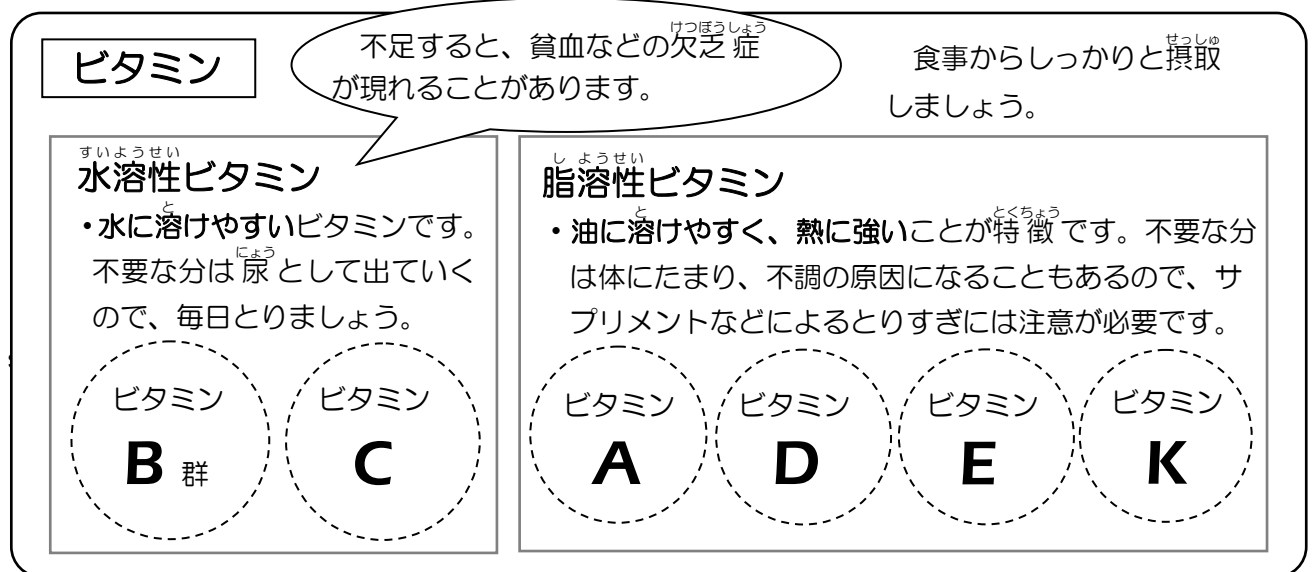 ビタミン
不足すると、貧血などの欠乏症
が現れることがあります。
食事からしっかりと摂取
しましょう。
水溶性ビタミン
・水に溶けやすいビタミンです。
不要な分は尿として出ていく
ので、毎日とりましょう。
ビタミン
B群
ビタミン
C
脂溶性ビタミン
・油に溶けやすく、熱に強いことが特徴です。不要な分
は体にたまり、不調の原因になることもあるので、サ
プリメントなどによるとりすぎには注意が必要です。
ビタミン
A
ビタミン
D
ビタミン
E
ビタミン
K